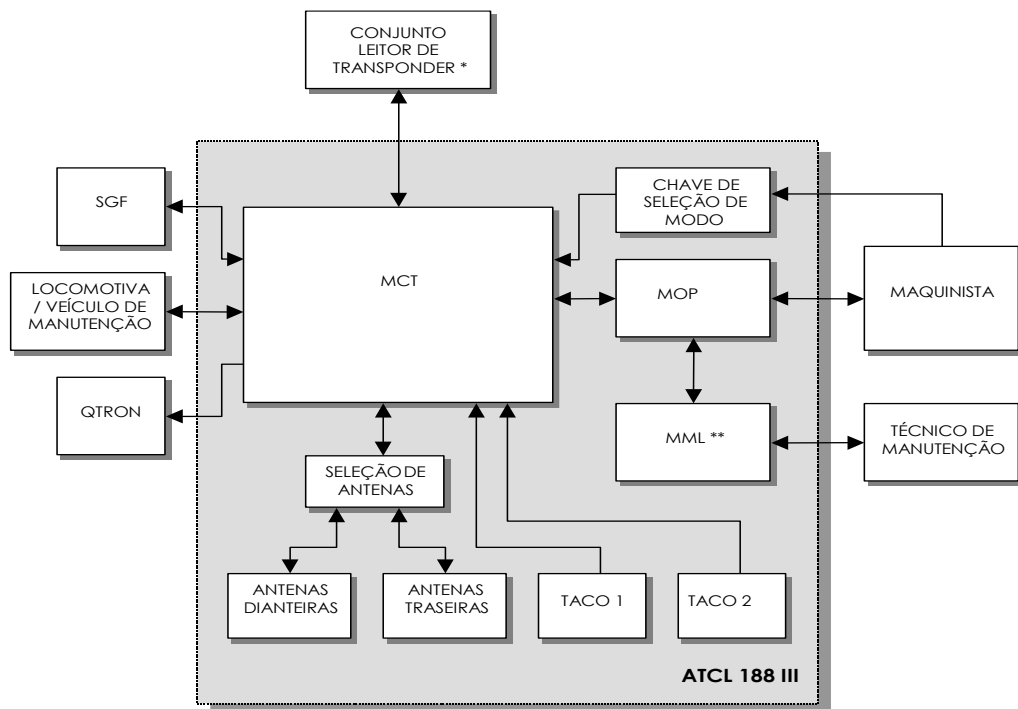 CONJUNTO
LEITOR DE
TRANSPONDER *
SGF
CHAVE DE
SELEÇÃO DE
MODO
LOCOMOTIVA
/ VEÍCULO DE
MANUTENÇÃO
MCT
MOP
MAQUINISTA
QTRON
MML **
TÉCNICO DE
MANUTENÇÃO
SELEÇÃO DE
ANTENAS
ANTENAS
DIANTEIRAS
ANTENAS
TRASEIRAS
TACO 1
TACO 2
ATCL 188 III